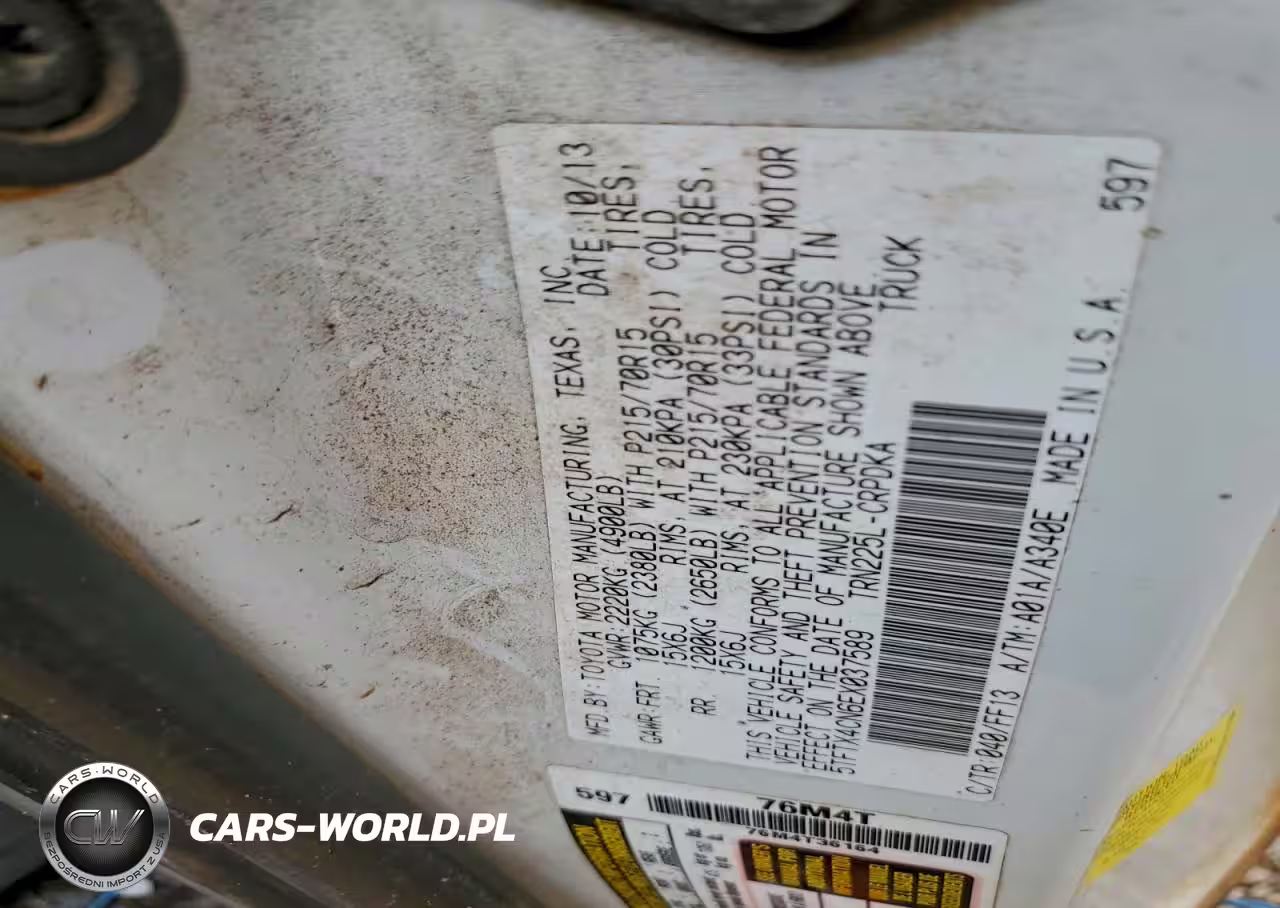 MFD BY: TOYOTA MOTOR MANUFACTURING, TEXAS, INC
GVWR: 2220KG (4900LB) DATE: 10/13
GAWR: FRT. 1075KG (2380LB) WITH P215/70R15 TIRES,
15X6J RIMS, AT 210KPA (30PSI) COLD
RR. 1200KG (2650LB) WITH P215/70R15 TIRES,
15X6J RIMS AT 230KPA (33PSI) COLD
THIS VEHICLE CONFORMS TO ALL APPLICABLE FEDERAL MOTOR
VEHICLE SAFETY AND THEFT PREVENTION STANDARDS IN
EFFECT ON THE DATE OF MANUFACTURE SHOWN ABOVE
5TFTX4CN6EX037589 TRN225L-CRPDKA TRUCK
C/TR: 040/FF13 A/TM: A01A/A340E MADE IN U.S.A 597
597 76M4T
76M4T36164
CARS-WORLD
CW
BEZPOŚREDNI IMPORT Z USA
CARS-WORLD.PL